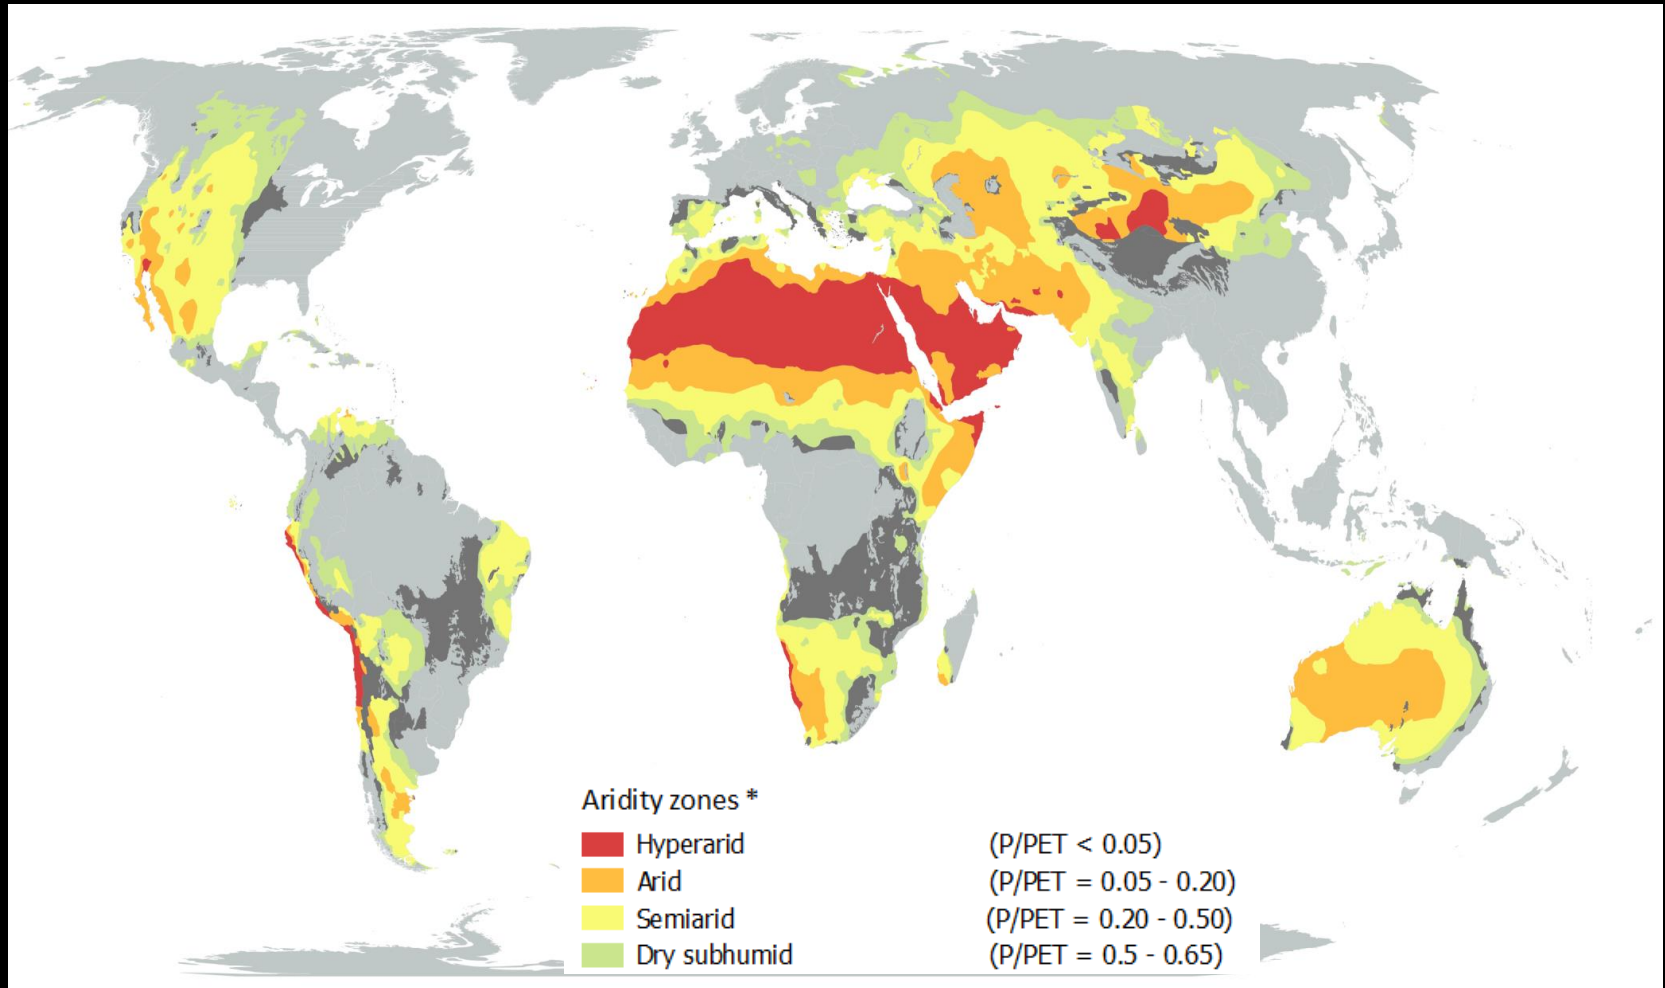 Aridity zones *
Hyperarid (P/PET < 0.05)
Arid (P/PET = 0.05 - 0.20)
Semiarid (P/PET = 0.20 - 0.50)
Dry subhumid (P/PET = 0.5 - 0.65)